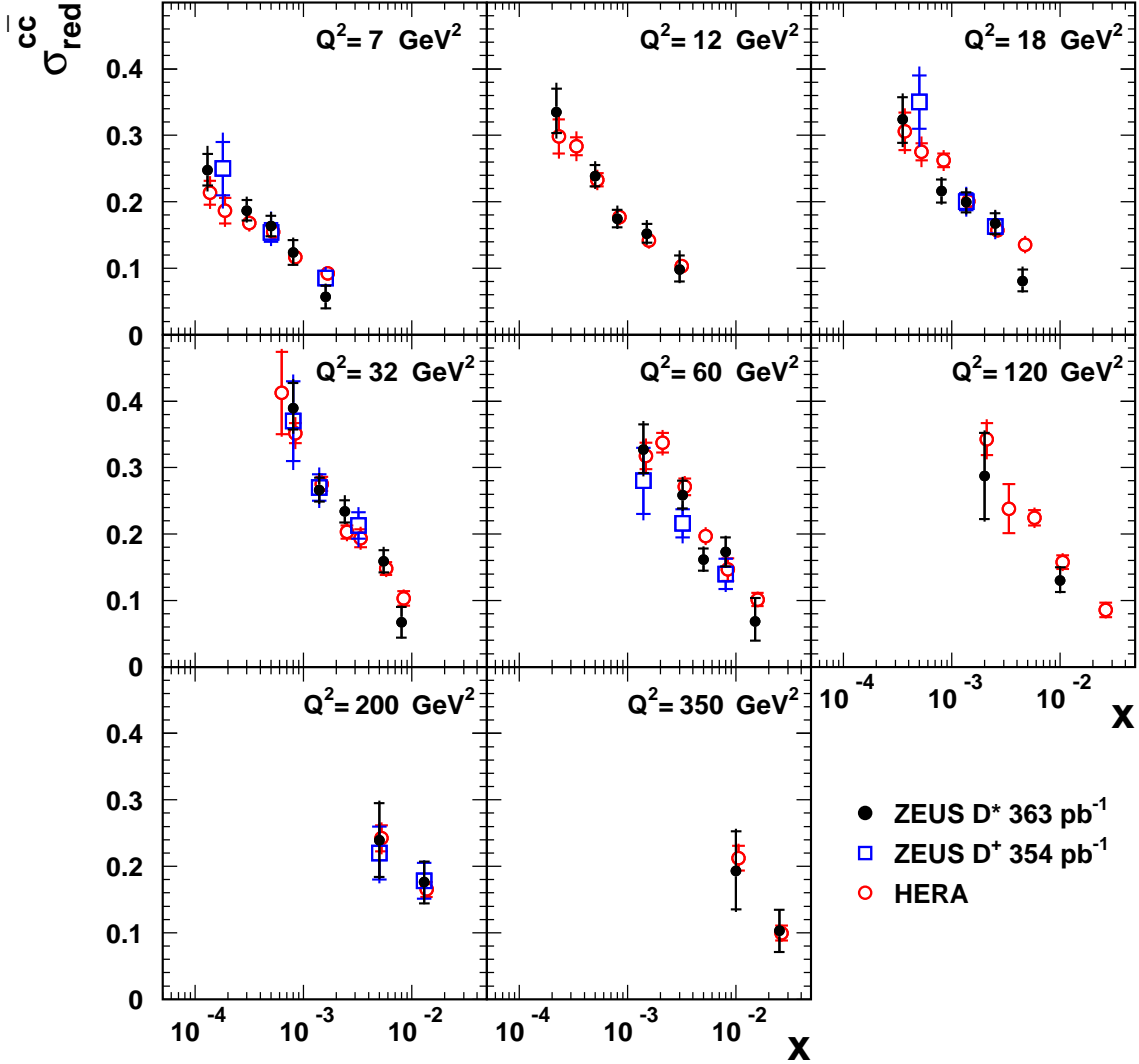 σ_red^{cc̄}
Q²= 7 GeV²
Q²= 12 GeV²
Q²= 18 GeV²
0.4
0.3
0.2
0.1
0
Q²= 32 GeV²
Q²= 60 GeV²
Q²= 120 GeV²
0.4
0.3
0.2
0.1
0
10⁻⁴ 10⁻³ 10⁻²
x
Q²= 200 GeV²
Q²= 350 GeV²
0.4
0.3
0.2
0.1
0
ZEUS D* 363 pb⁻¹
ZEUS D⁺ 354 pb⁻¹
HERA
10⁻⁴ 10⁻³ 10⁻² 10⁻⁴ 10⁻³ 10⁻²
x